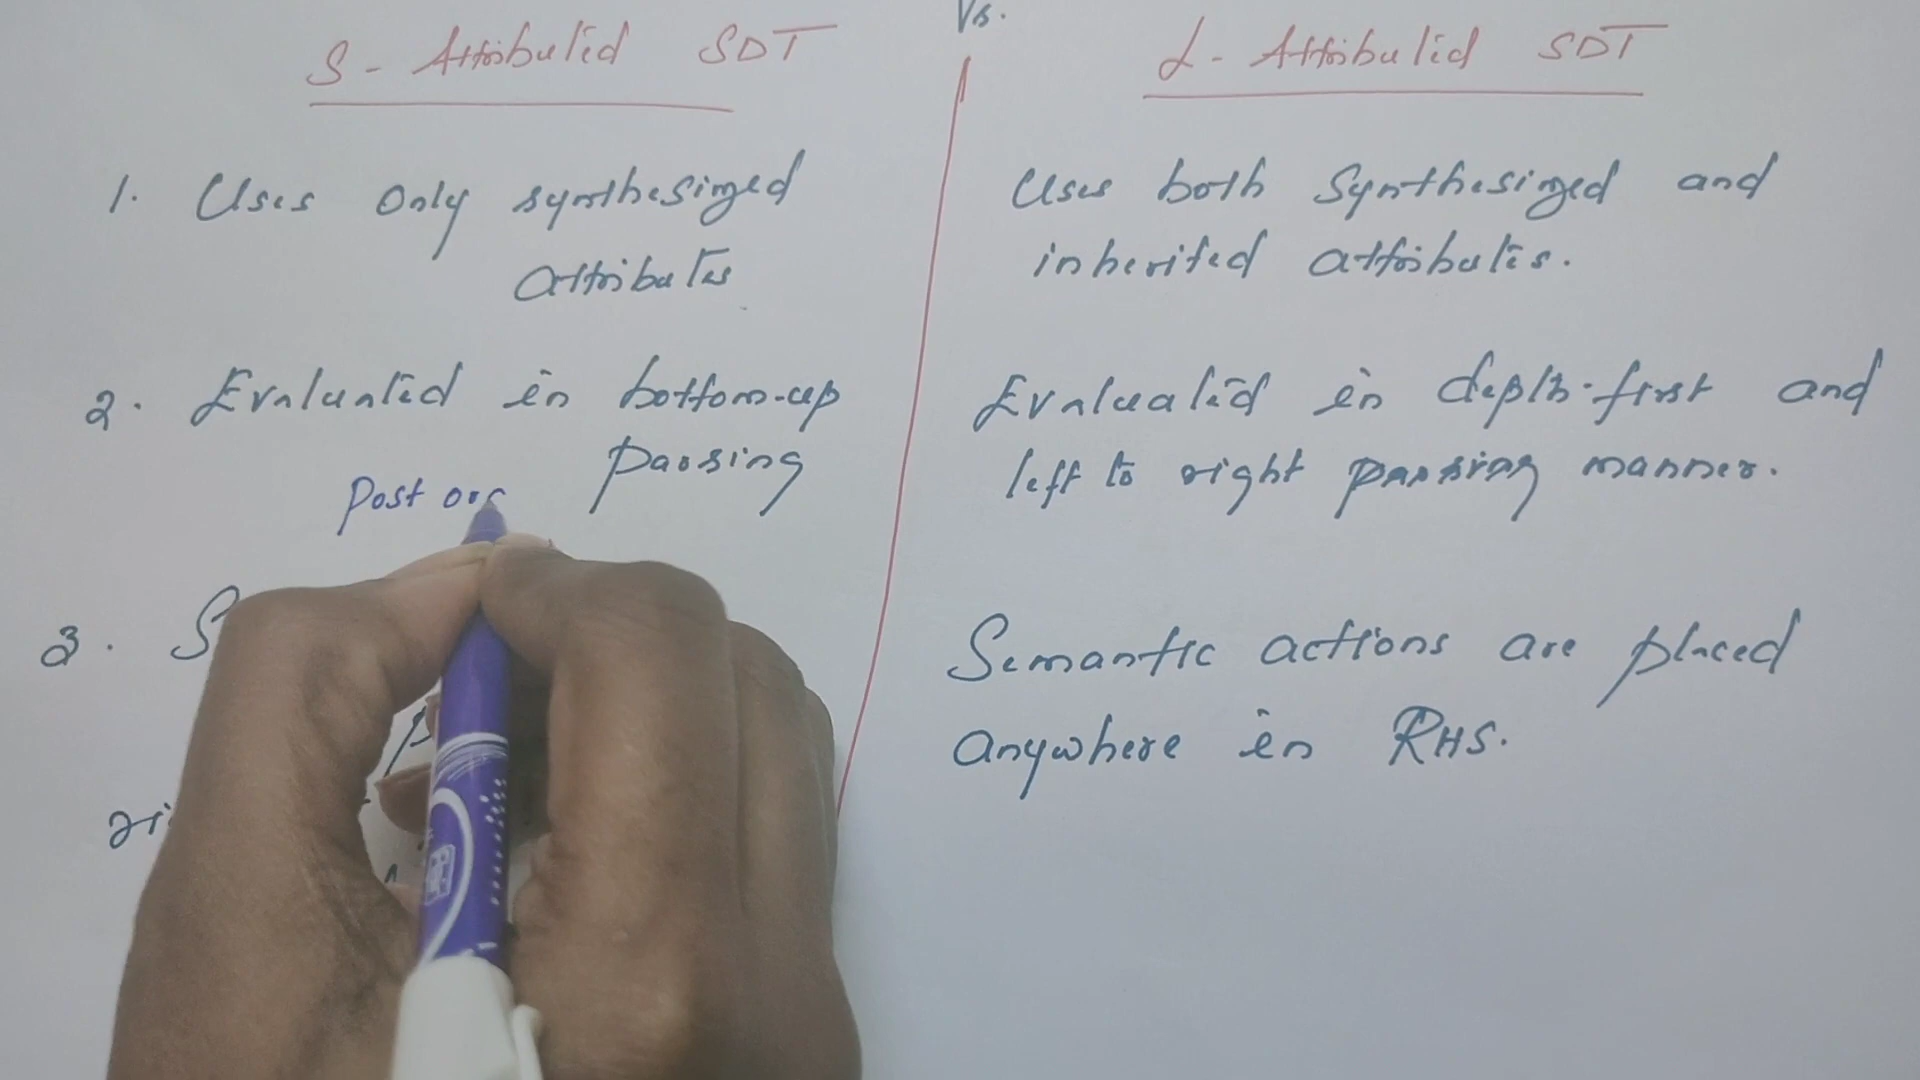 Vs.
S - Attributed SDT
L - Attributed SDT
1. Uses only synthesized
attributes
Uses both Synthesized and
inherited attributes.
2. Evaluated in bottom-up
parsing
Post or
Evaluated in depth-first and
left to right parsing manner.
3. S
Semantic actions are placed
anywhere in RHS.